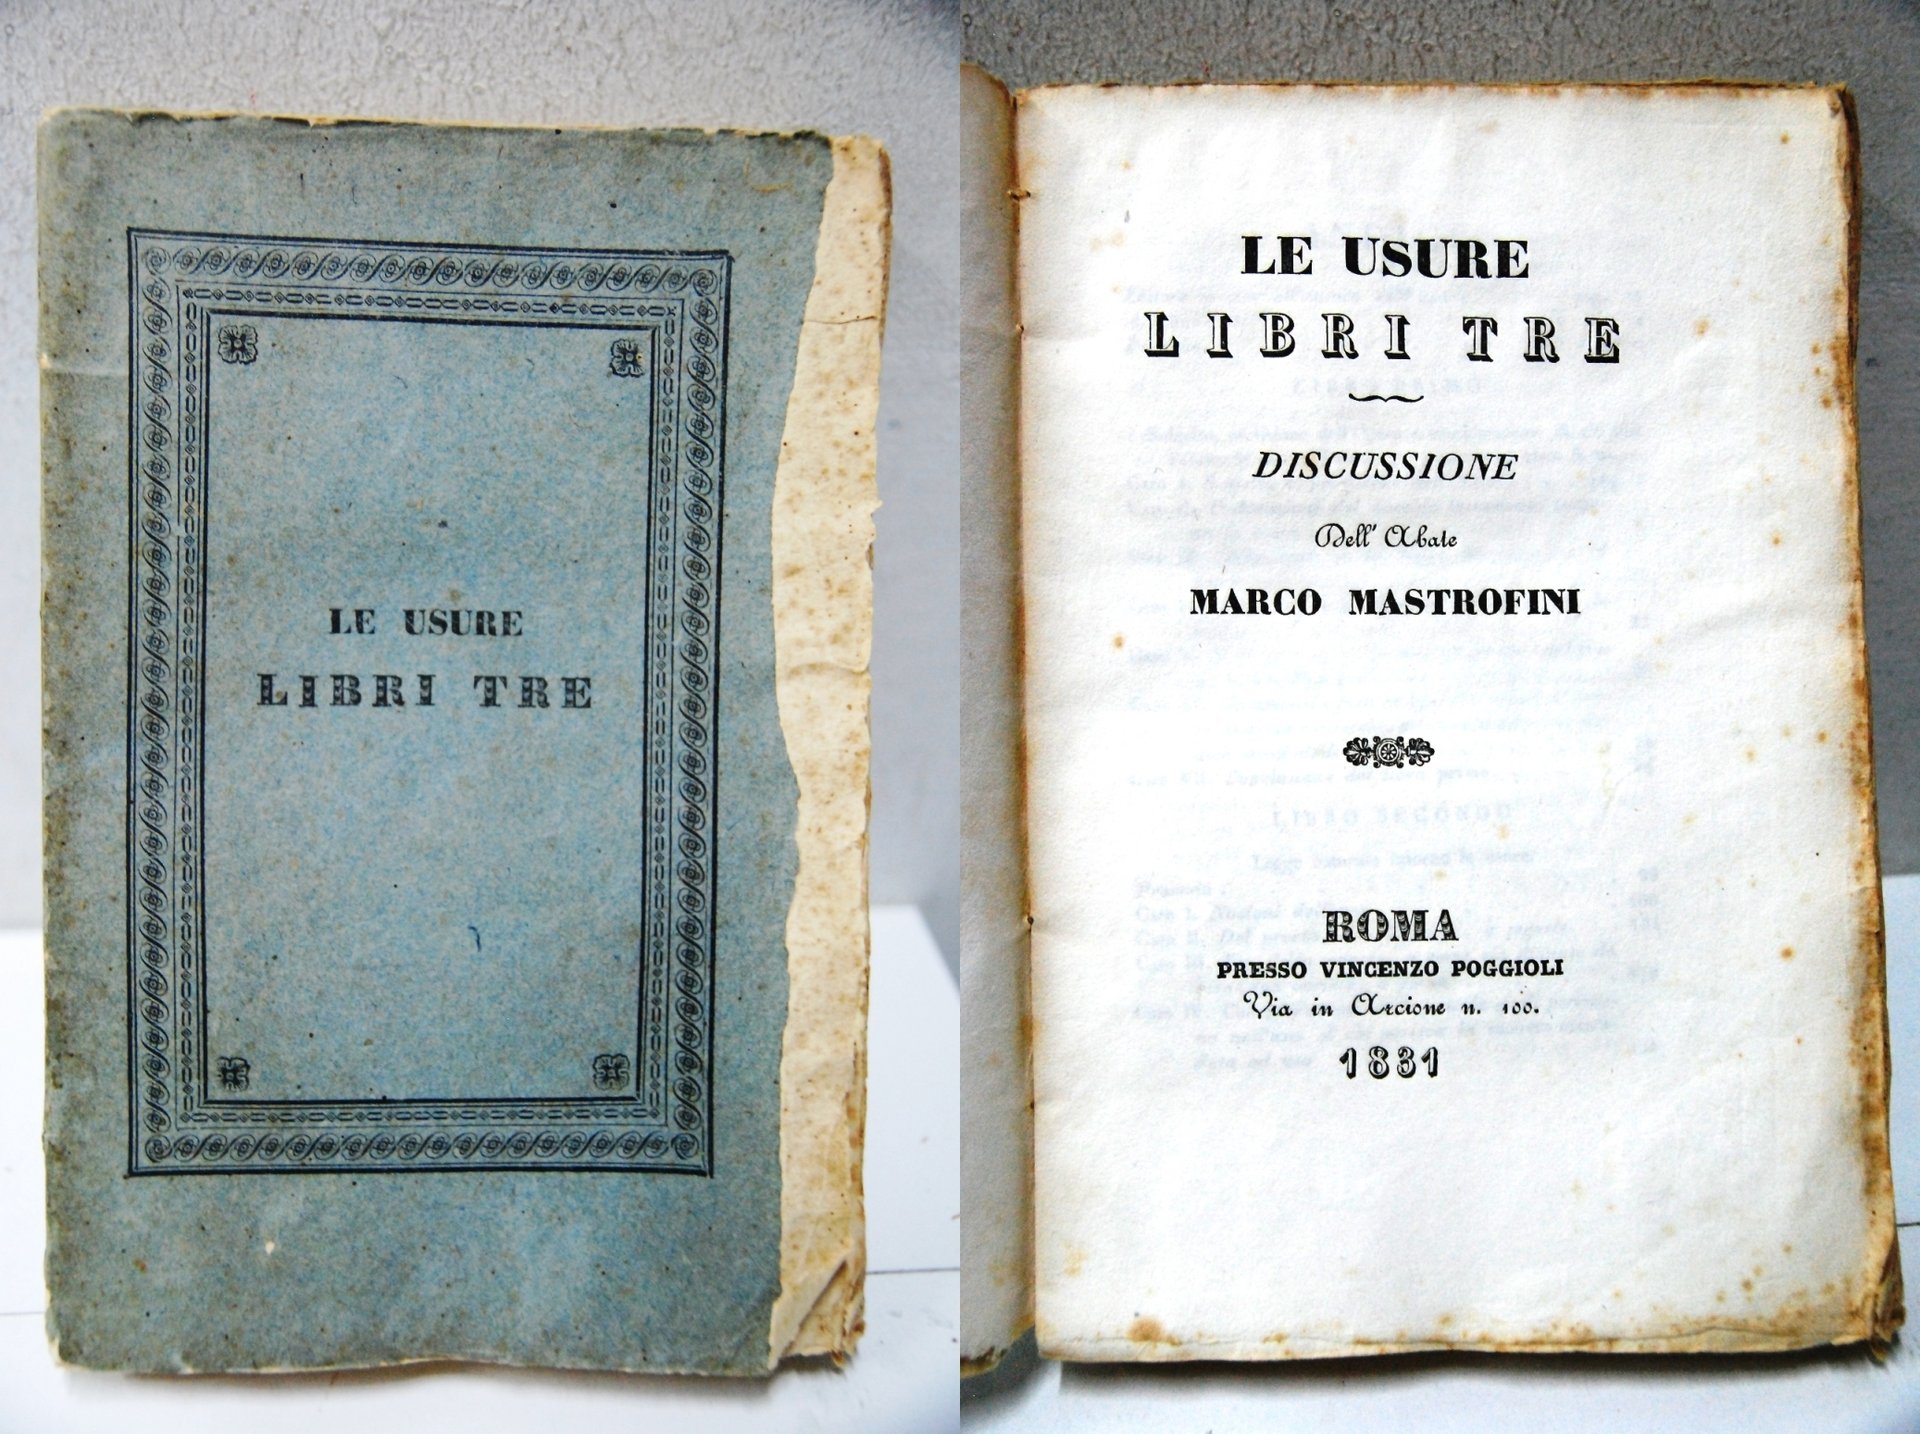 LE USURE
LIBRI TRE
LE USURE
LIBRI TRE
DISCUSSIONE
Dell' Abate
MARCO MASTROFINI
ROMA
PRESSO VINCENZO POGGIOLI
Via in Arcione n. 100.
1831